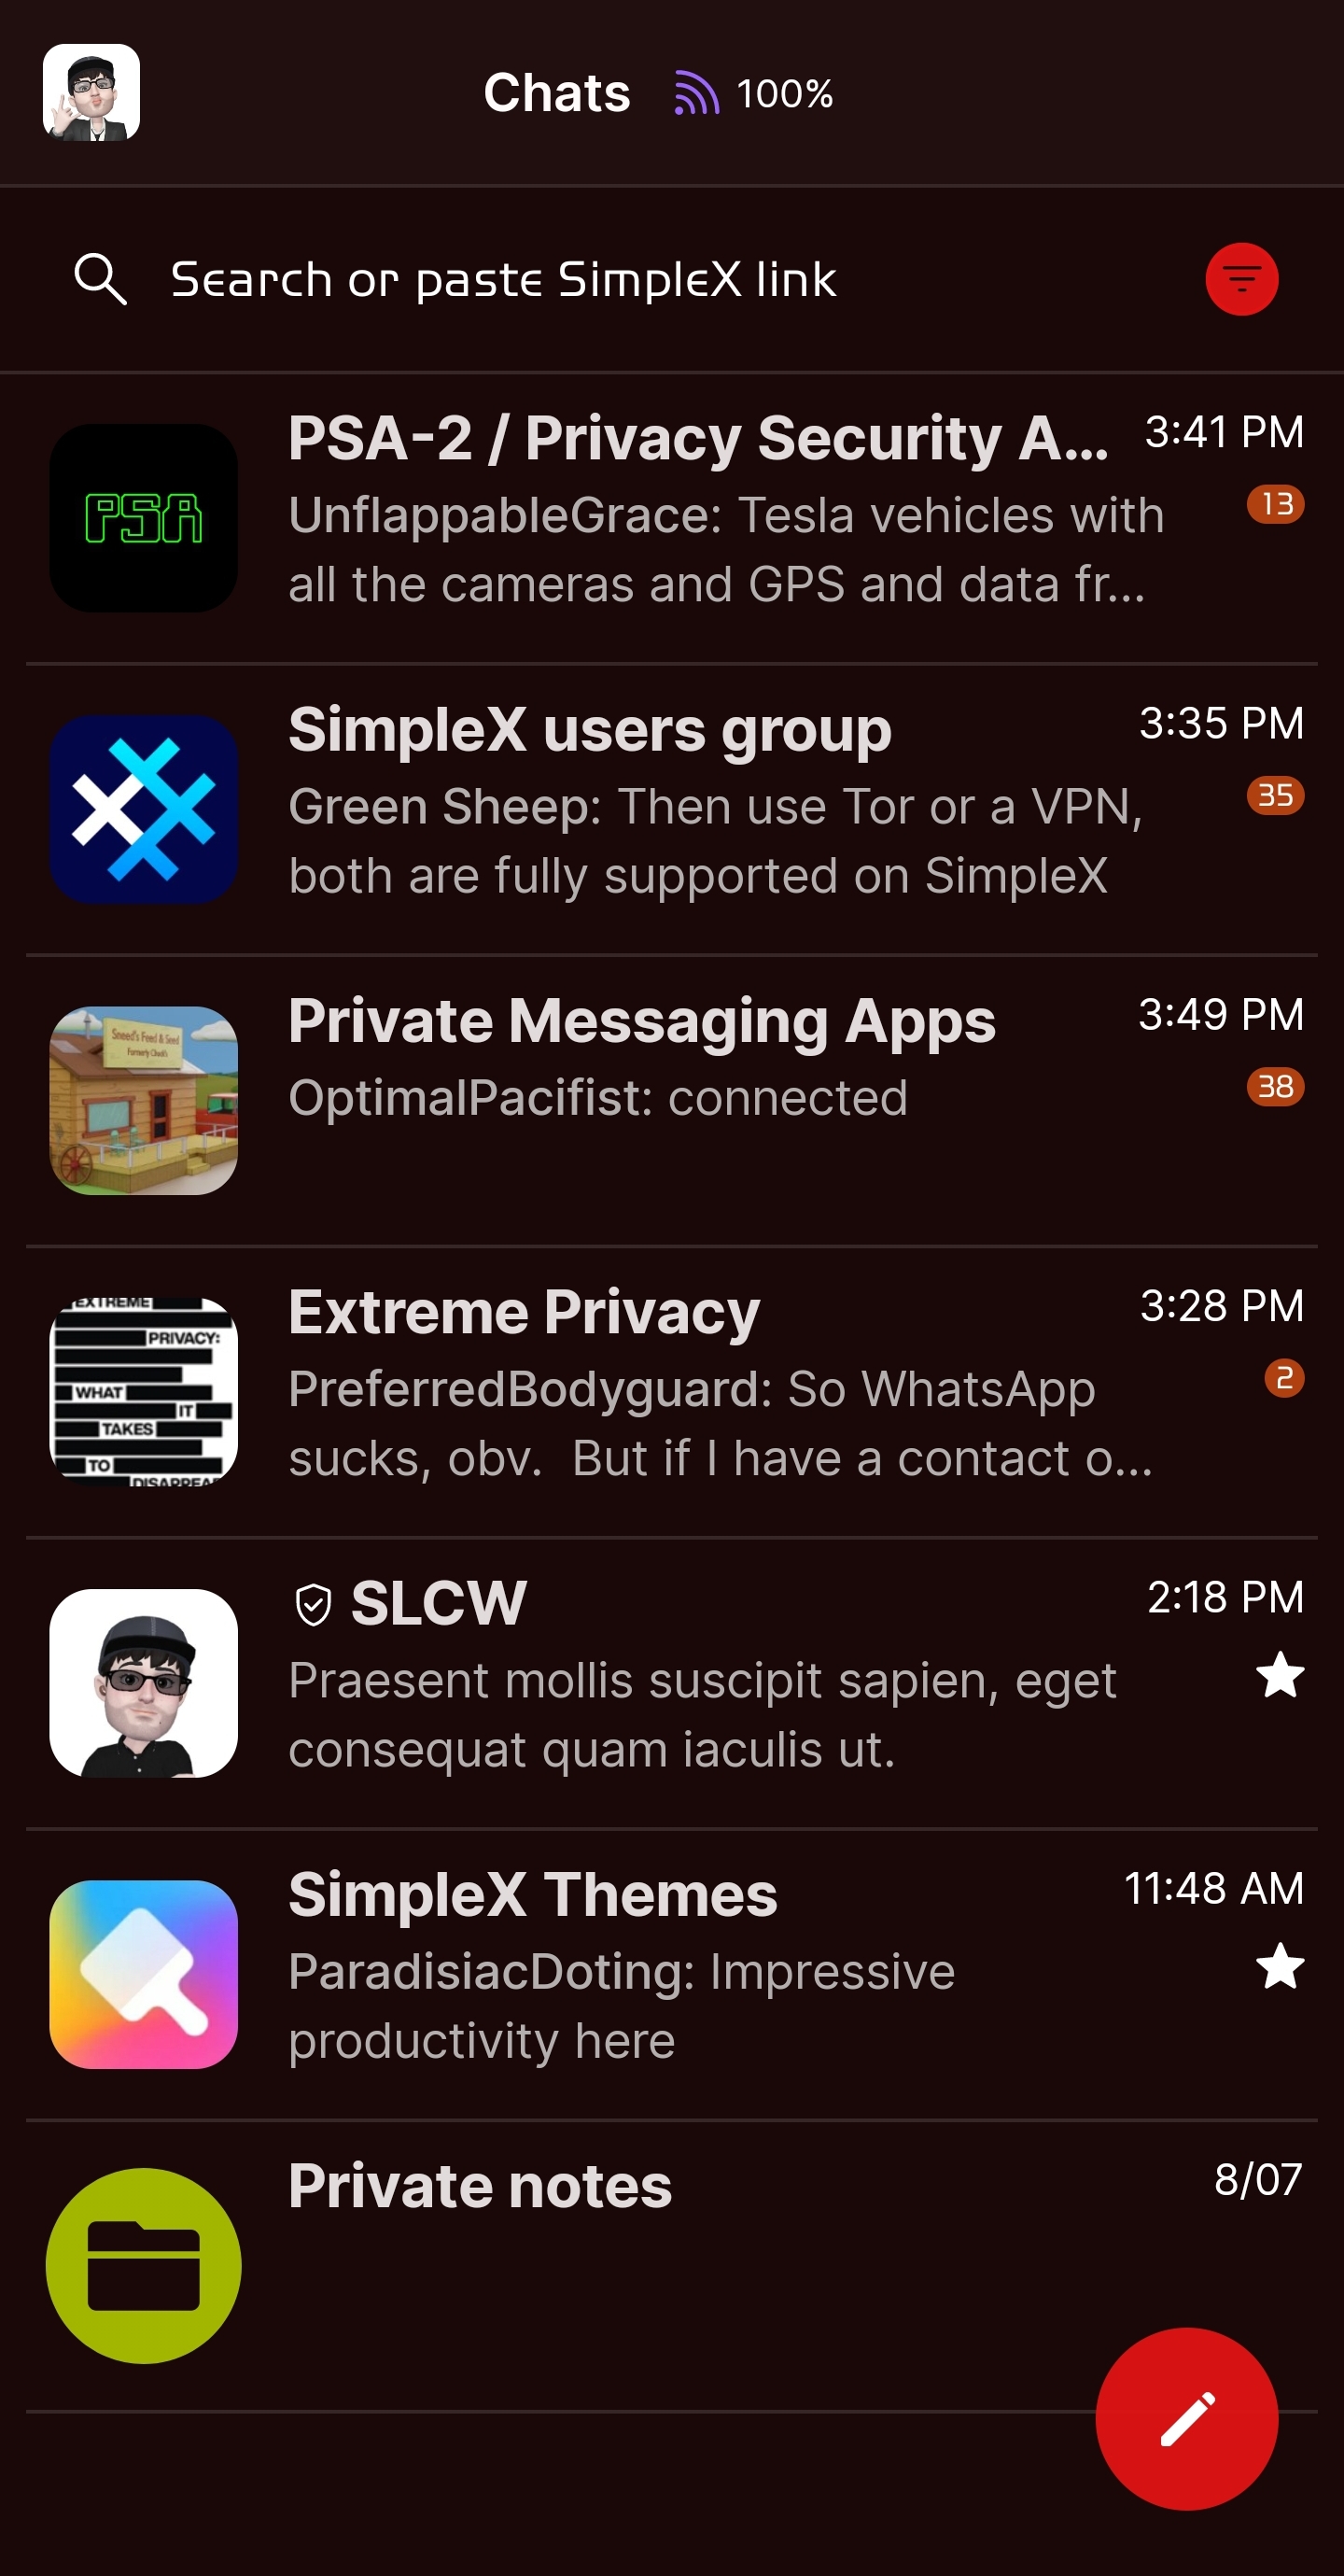 Chats 100%
Search or paste SimpleX link
PSA
PSA-2 / Privacy Security A... 3:41 PM
UnflappableGrace: Tesla vehicles with 13
all the cameras and GPS and data fr...
SimpleX users group 3:35 PM
Green Sheep: Then use Tor or a VPN, 35
both are fully supported on SimpleX
Private Messaging Apps 3:49 PM
Sneed's Feed & Seed
Formerly Chuck's
OptimalPacifist: connected 38
Extreme Privacy 3:28 PM
EXTREME
PRIVACY:
WHAT
IT
TAKES
TO
DISAPPEAR
PreferredBodyguard: So WhatsApp 2
sucks, obv.  But if I have a contact o...
SLCW 2:18 PM
Praesent mollis suscipit sapien, eget
consequat quam iaculis ut.
SimpleX Themes 11:48 AM
ParadisiacDoting: Impressive
productivity here
Private notes 8/07